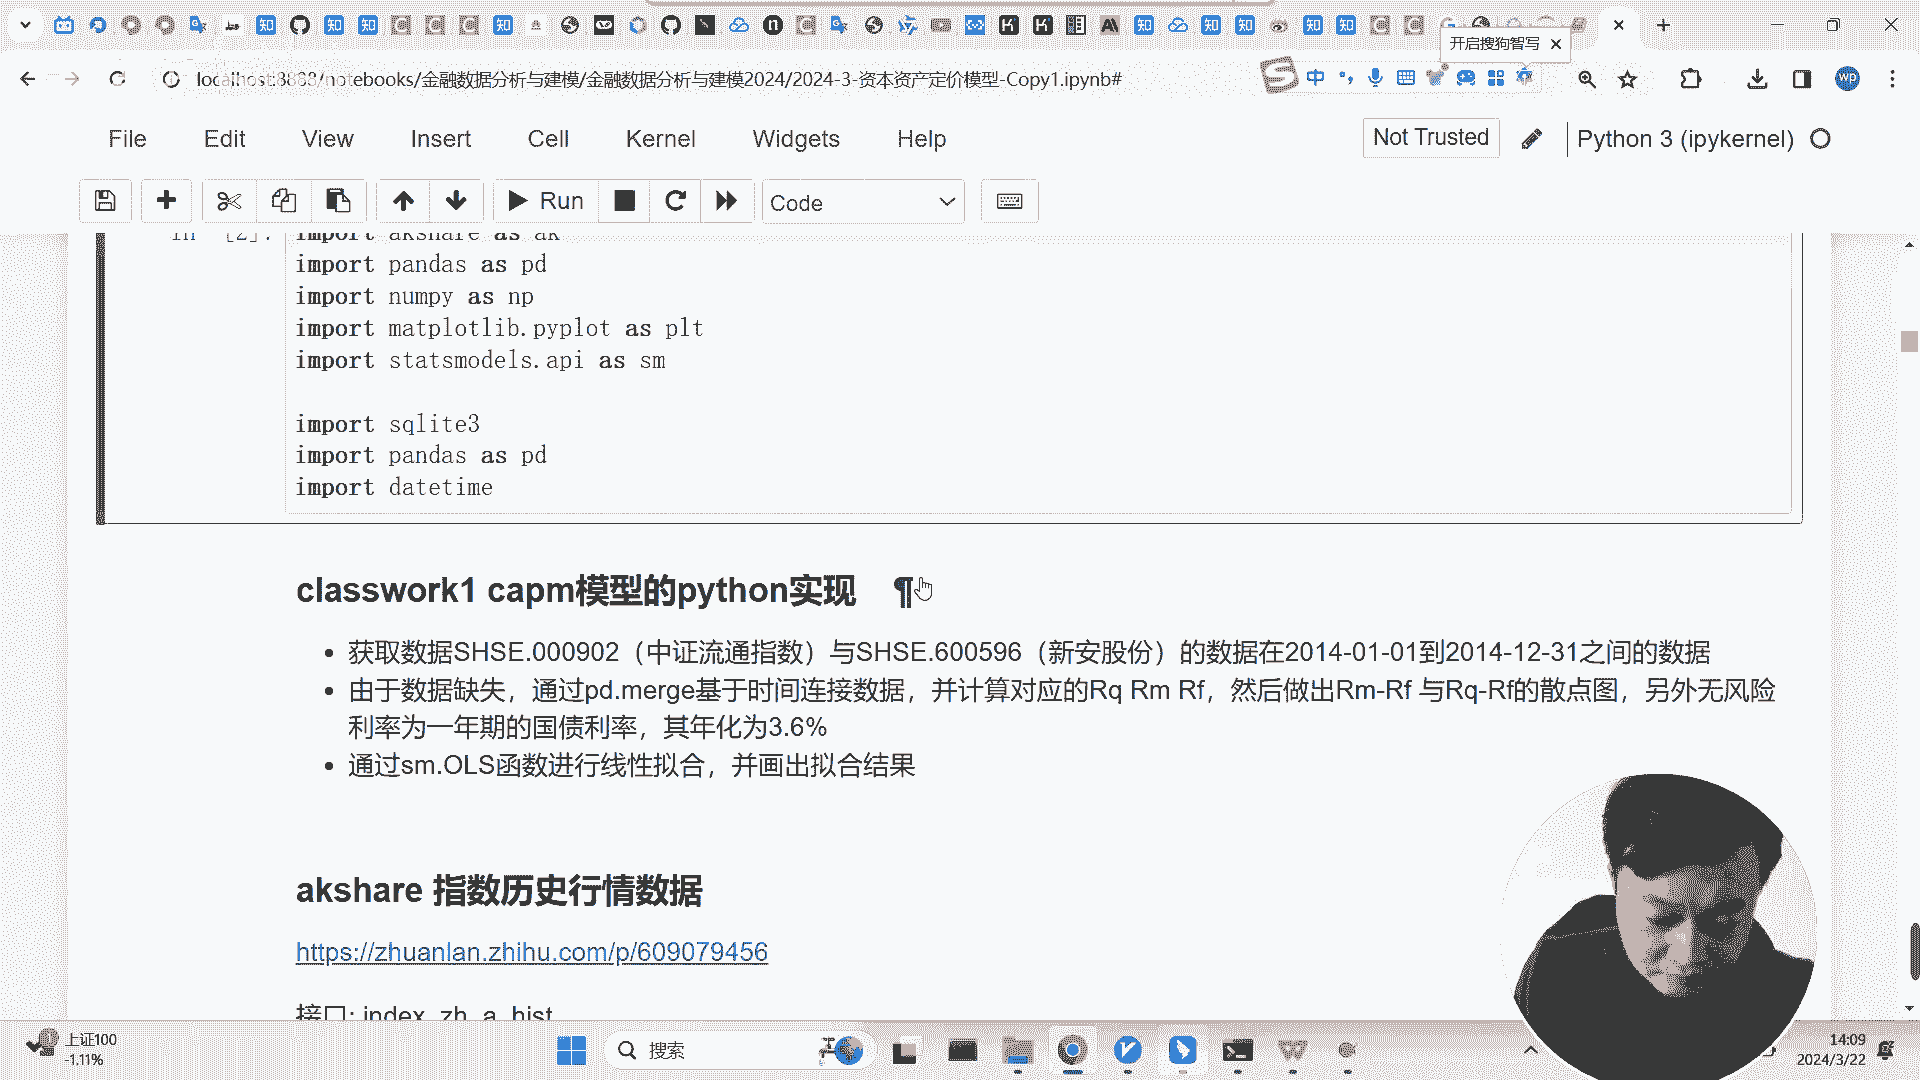 开启搜狗智写
localhost:8888/notebooks/金融数据分析与建模/金融数据分析与建模2024/2024-3-资本资产定价模型-Copy1.ipynb#
中
wp
File Edit View Insert Cell Kernel Widgets Help
Not Trusted
Python 3 (ipykernel)
Run
Code
In [2]: import akshare as ak
import pandas as pd
import numpy as np
import matplotlib.pyplot as plt
import statsmodels.api as sm
import sqlite3
import pandas as pd
import datetime
classwork1 capm模型的python实现 ¶
• 获取数据SHSE.000902（中证流通指数）与SHSE.600596（新安股份）的数据在2014-01-01到2014-12-31之间的数据
• 由于数据缺失，通过pd.merge基于时间连接数据，并计算对应的Rq Rm Rf，然后做出Rm-Rf 与Rq-Rf的散点图，另外无风险
利率为一年期的国债利率，其年化为3.6%
• 通过sm.OLS函数进行线性拟合，并画出拟合结果
akshare 指数历史行情数据
https://zhuanlan.zhihu.com/p/609079456
接口: index_zh_a_hist
上证100
-1.11%
搜索
14:09
2024/3/22